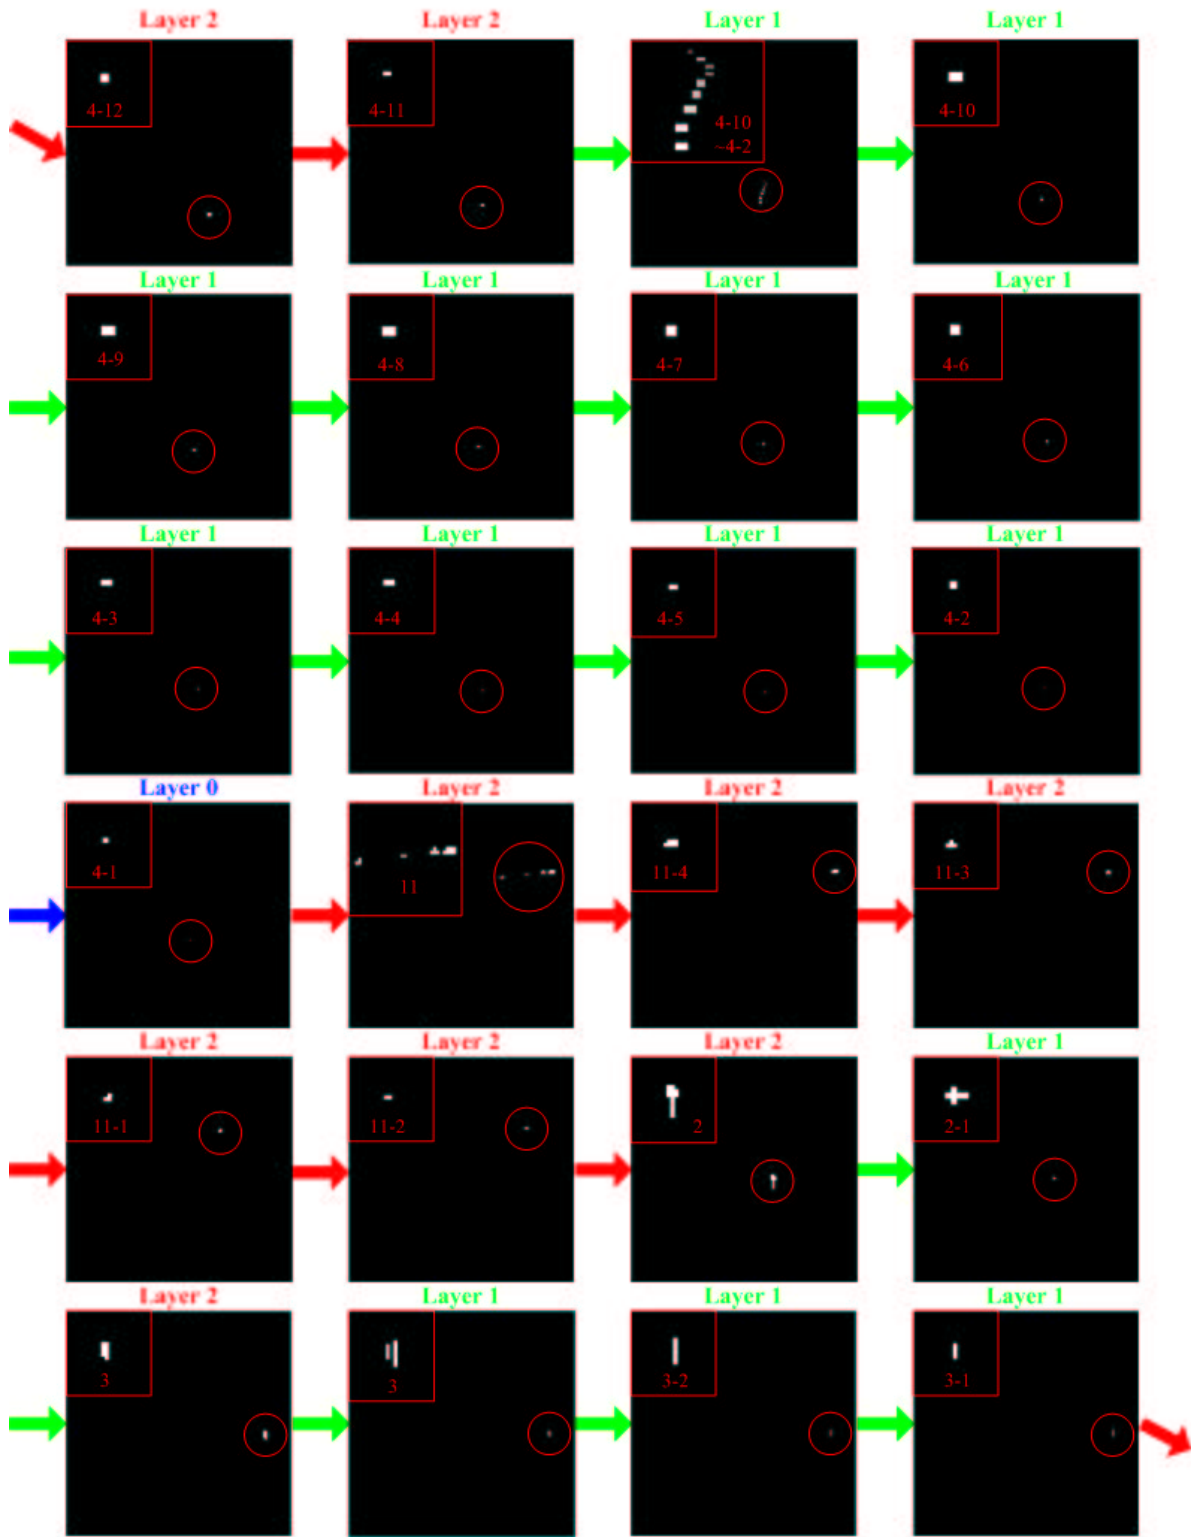 Layer 2
Layer 2
Layer 1
Layer 1
4-12
4-11
4-10
~4-2
4-10
Layer 1
Layer 1
Layer 1
Layer 1
4-9
4-8
4-7
4-6
Layer 1
Layer 1
Layer 1
Layer 1
4-3
4-4
4-5
4-2
Layer 0
Layer 2
Layer 2
Layer 2
4-1
11
11-4
11-3
Layer 2
Layer 2
Layer 2
Layer 1
11-1
11-2
2
2-1
Layer 2
Layer 1
Layer 1
Layer 1
3
3
3-2
3-1